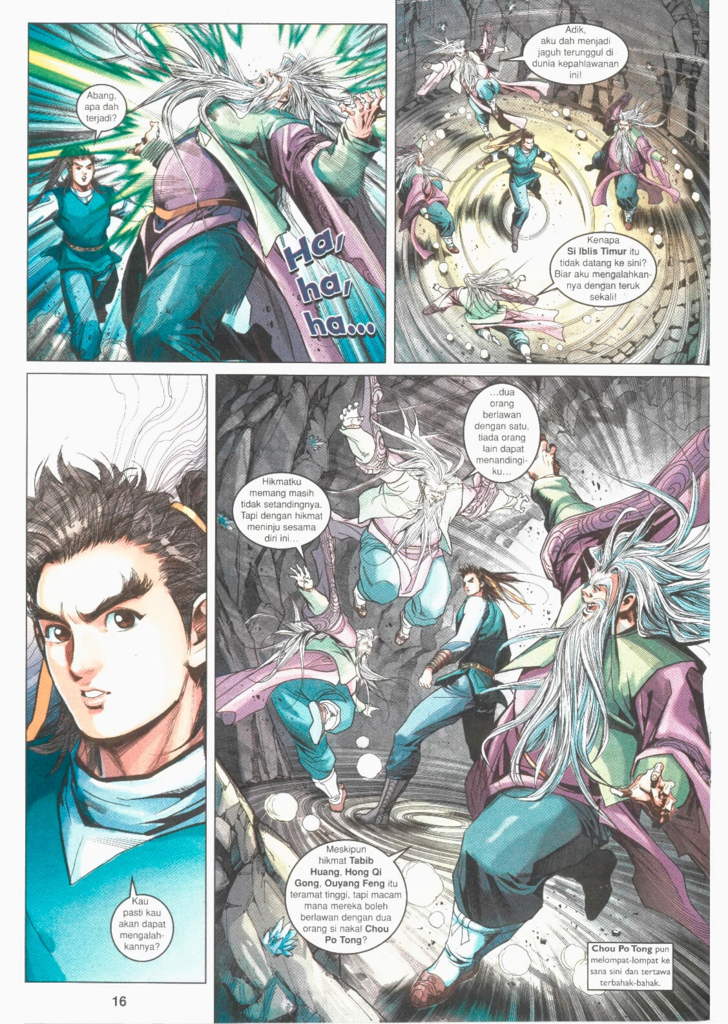 Abang,
apa dah
terjadi?
Ha,
ha,
ha...
Adik,
aku dah menjadi
jaguh terunggul di
dunia kepahlawanan
ini!
Kenapa
Si Iblis Timur itu
tidak datang ke sini?
Biar aku mengalahkan-
nya dengan teruk
sekali!
Kau
pasti kau
akan dapat
mengalah-
kannya?
Hikmatku
memang masih
tidak setandingnya.
Tapi dengan hikmat
meninju sesama
diri ini...
...dua
orang
berlawan
dengan satu,
tiada orang
lain dapat
menandingi-
ku...
Meskipun
hikmat Tabib
Huang, Hong Qi
Gong, Ouyang Feng itu
teramat tinggi, tapi macam
mana mereka boleh
berlawan dengan dua
orang si nakal Chou
Po Tong?
Chou Po Tong pun
melompat-lompat ke
sana sini dan tertawa
terbahak-bahak.
16